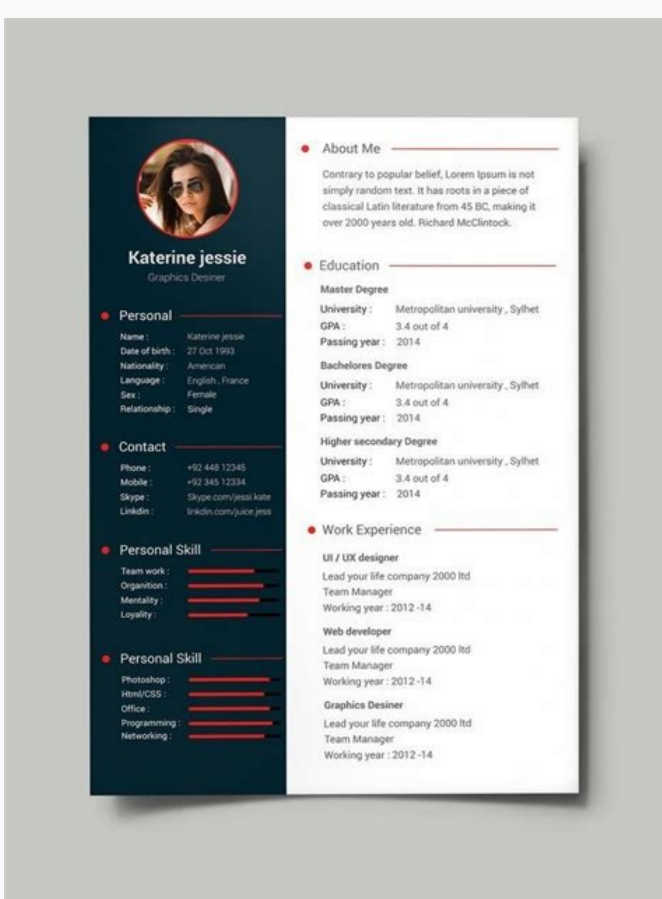 Katerine jessie
Graphics Desiner
Personal
Name : Katerine jessie
Date of birth : 27 Oct 1993
Nationality : American
Language : English , France
Sex : Female
Relationship : Single
Contact
Phone : +92 448 12345
Mobile : +92 345 12334
Skype : Skype.com/jessi.kate
Linkdin : linkdin.com/juice.jess
Personal Skill
Team work :
Organition :
Mentality :
Loyality :
Personal Skill
Photoshop :
Html/CSS :
Office :
Programming :
Networking :
About Me
Contrary to popular belief, Lorem Ipsum is not
simply random text. It has roots in a piece of
classical Latin literature from 45 BC, making it
over 2000 years old. Richard McClintock.
Education
Master Degree
University : Metropolitan university , Sylhet
GPA : 3.4 out of 4
Passing year : 2014
Bachelores Degree
University : Metropolitan university , Sylhet
GPA : 3.4 out of 4
Passing year : 2014
Higher secondary Degree
University : Metropolitan university , Sylhet
GPA : 3.4 out of 4
Passing year : 2014
Work Experience
UI / UX designer
Lead your life company 2000 ltd
Team Manager
Working year : 2012 -14
Web developer
Lead your life company 2000 ltd
Team Manager
Working year : 2012 -14
Graphics Desiner
Lead your life company 2000 ltd
Team Manager
Working year : 2012 -14